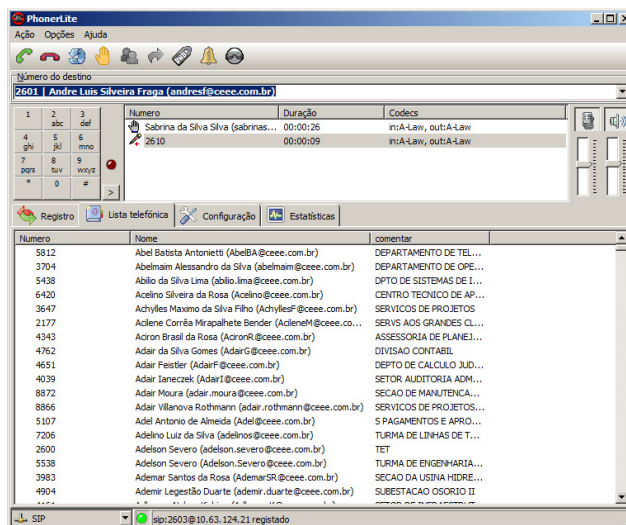 PhonerLite
Ação Opções Ajuda
Número do destino
2601 | Andre Luis Silveira Fraga (andresf@ceee.com.br)
1 2 3
abc def
4 5 6
ghi jkl mno
7 8 9
pqrs tuv wxyz
* 0 #
>
Numero Duração Codecs
Sabrina da Silva Silva (sabrinas... 00:00:26 in:A-Law, out:A-Law
2610 00:00:09 in:A-Law, out:A-Law
Registro Lista telefónica Configuração Estatísticas
Numero Nome comentar
5812 Abel Batista Antonietti (AbelBA@ceee.com.br) DEPARTAMENTO DE TEL...
3704 Abelmaim Alessandro da Silva (abelmaim@ceee.com.br) DEPARTAMENTO DE OPE...
5438 Abilio da Silva Lima (abilio.lima@ceee.com.br) DPTO DE SISTEMAS DE I...
6420 Acelino Silveira da Rosa (Acelino@ceee.com.br) CENTRO TECNICO DE AP...
3647 Achylles Maximo da Silva Filho (AchyllesF@ceee.com.br) SERVICOS DE PROJETOS
2177 Acilene Corrêa Mirapalhete Bender (AcileneM@ceee.co... SERVS AOS GRANDES CL...
4343 Aciron Brasil da Rosa (AcironR@ceee.com.br) ASSESSORIA DE PLANEJ...
4762 Adair da Silva Gomes (AdairG@ceee.com.br) DIVISAO CONTABIL
4651 Adair Feistler (AdairF@ceee.com.br) DEPTO DE CALCULO JUD...
4039 Adair Ianeczek (AdairI@ceee.com.br) SETOR AUDITORIA ADM...
8872 Adair Moura (adair.moura@ceee.com.br) SECAO DE MANUTENCA...
8866 Adair Villanova Rothmann (adair.rothmann@ceee.com.br) SERVICOS DE PROJETOS...
5107 Adel Antonio de Almeida (Adel@ceee.com.br) S PAGAMENTOS E APRO...
7206 Adelino Luiz da Silva (adelinos@ceee.com.br) TURMA DE LINHAS DE T...
2600 Adelson Severo (adelson.severo@ceee.com.br) TET
5538 Adelson Severo (Adelson.Severo@ceee.com.br) TURMA DE ENGENHARIA...
3983 Ademar Santos da Rosa (AdemarSR@ceee.com.br) SECAO DA USINA HIDRE...
4904 Ademir Legestão Duarte (ademir.duarte@ceee.com.br) SUBESTACAO OSORIO II
SIP sip:2603@10.63.124.21 registado